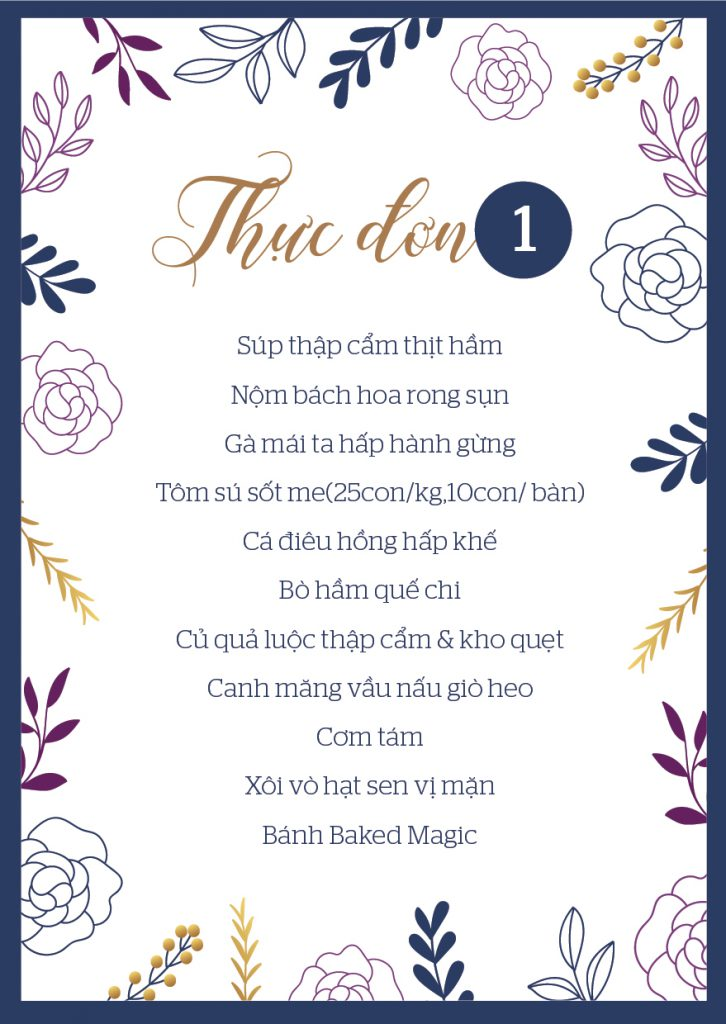 Thực đơn 1
Súp thập cẩm thịt hầm
Nộm bách hoa rong sụn
Gà mái ta hấp hành gừng
Tôm sú sốt me(25con/kg,10con/ bàn)
Cá điêu hồng hấp khế
Bò hầm quế chi
Củ quả luộc thập cẩm & kho quẹt
Canh măng vầu nấu giò heo
Cơm tám
Xôi vò hạt sen vị mặn
Bánh Baked Magic